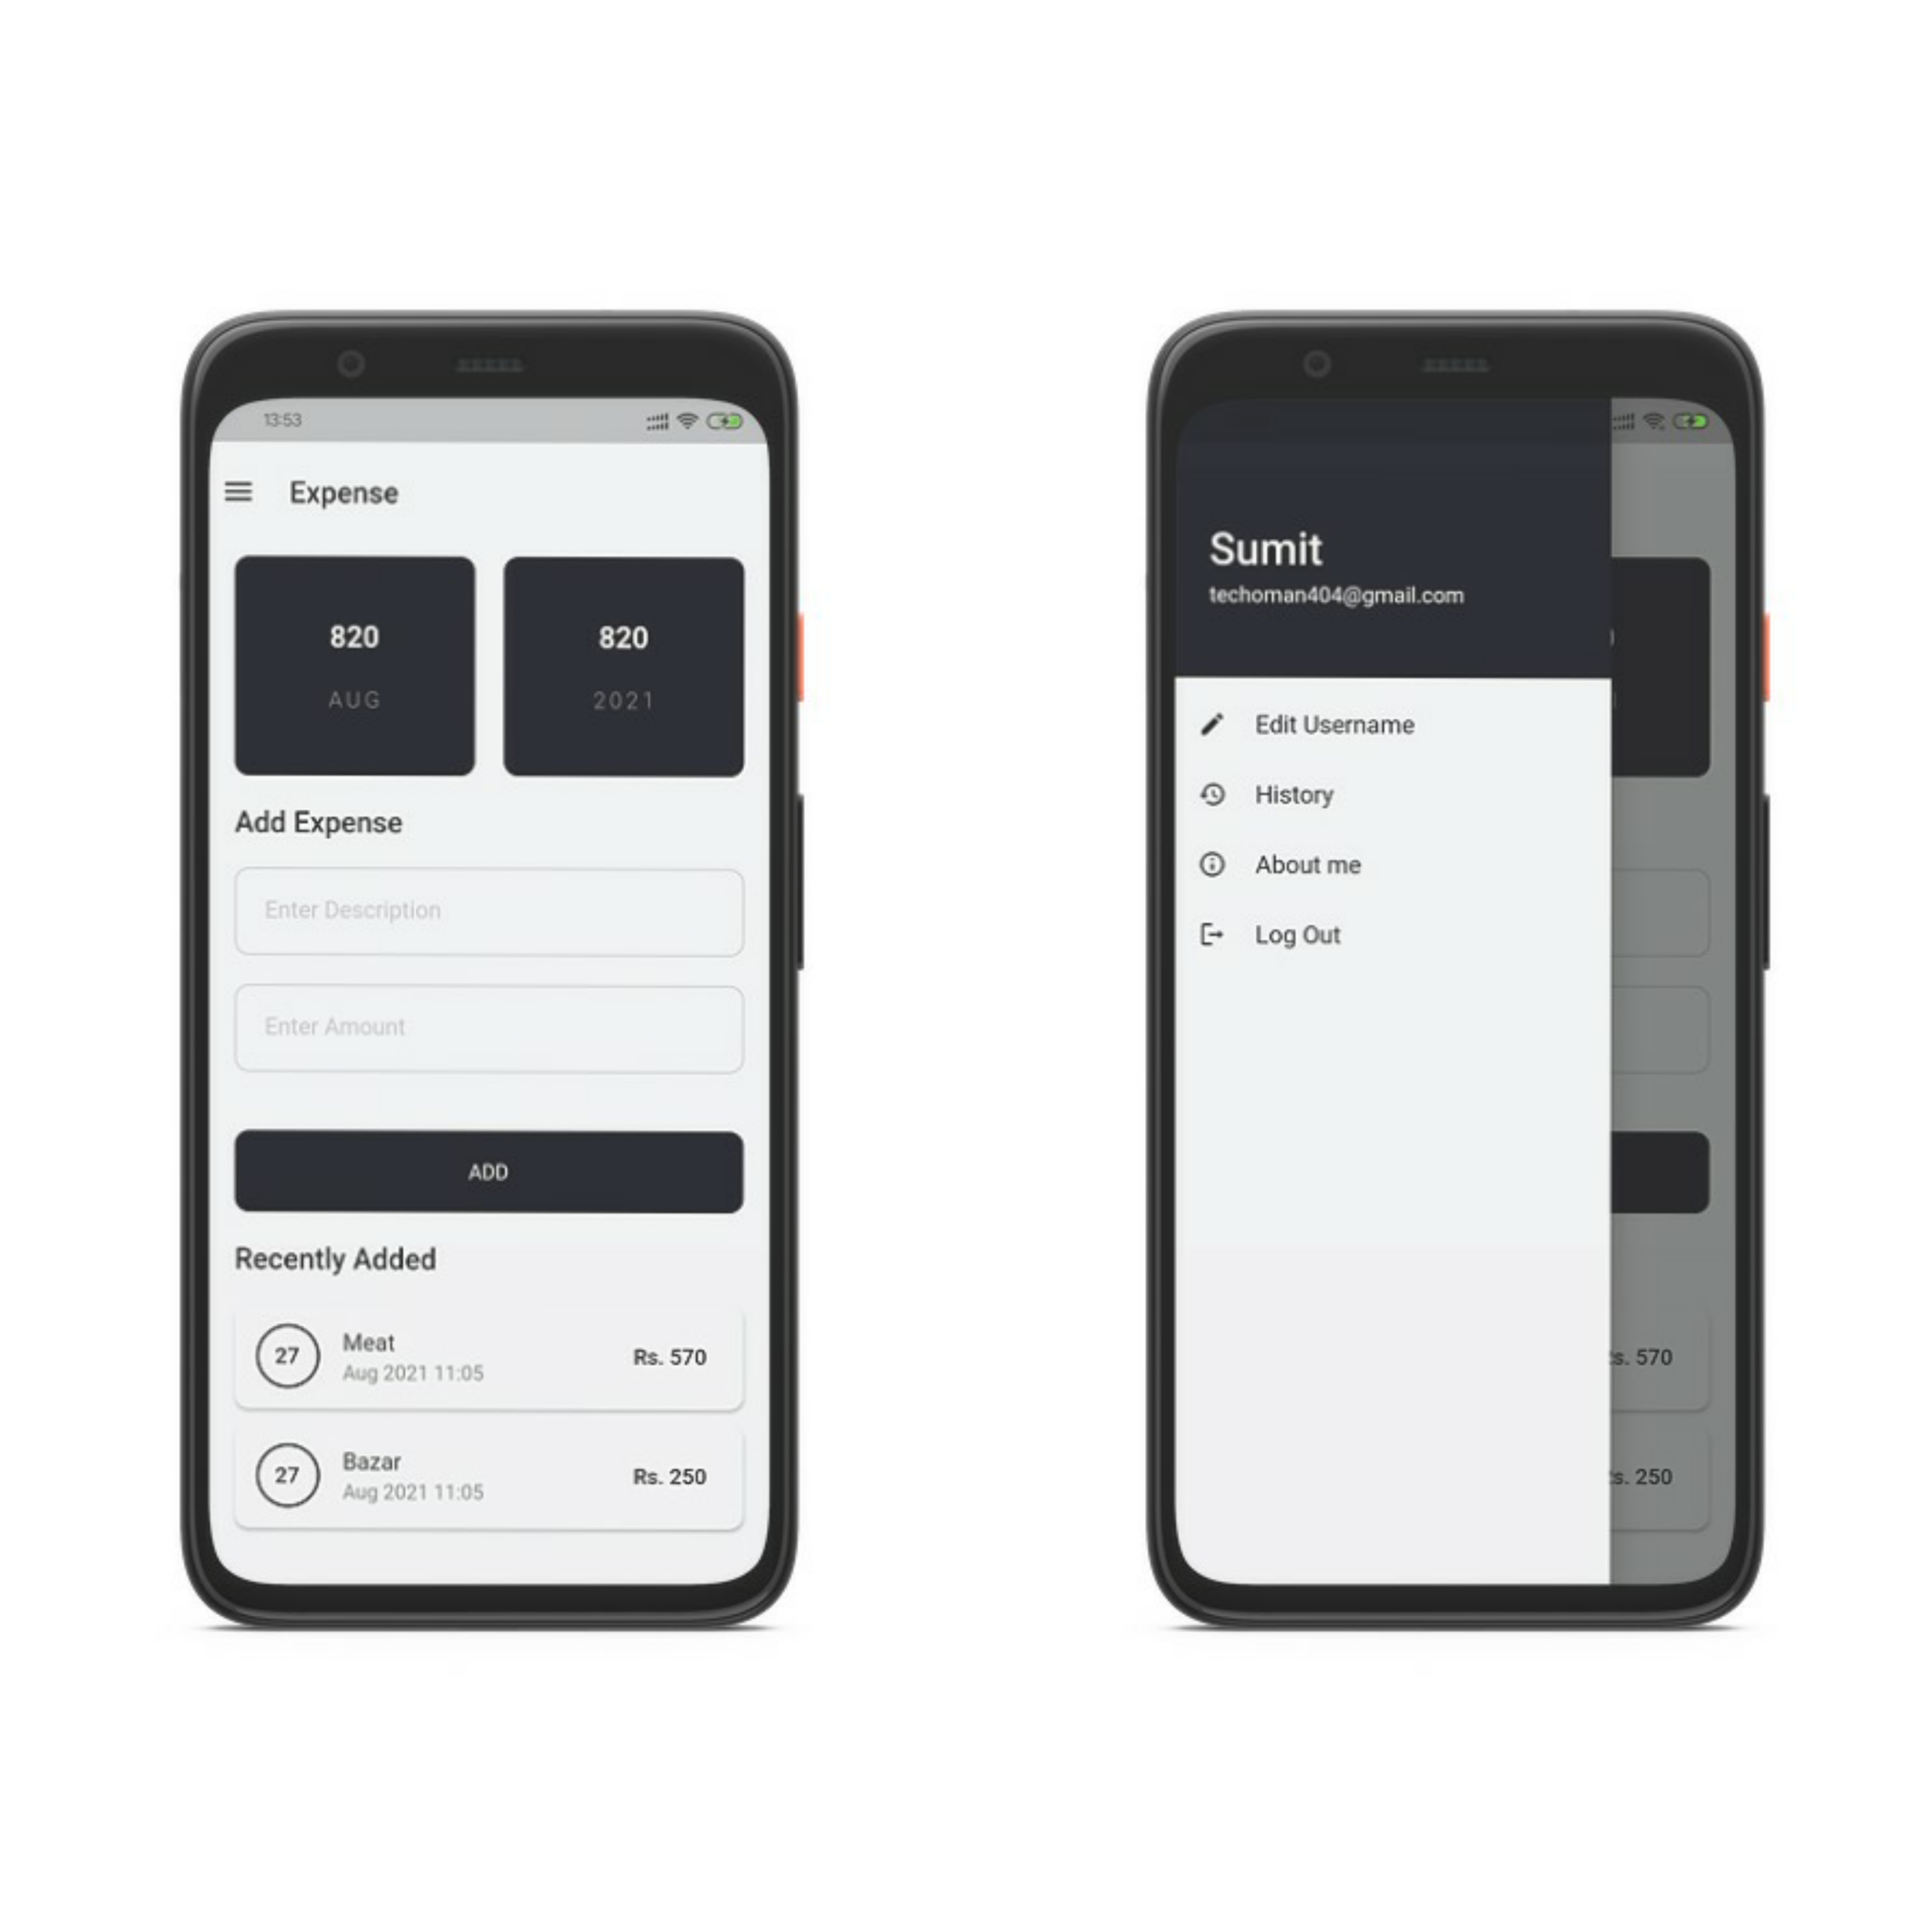 13:53
Expense
820
AUG
820
2021
Add Expense
Enter Description
Enter Amount
ADD
Recently Added
27
Meat
Aug 2021 11:05
Rs. 570
27
Bazar
Aug 2021 11:05
Rs. 250
Sumit
techoman404@gmail.com
Edit Username
History
About me
Log Out
s. 570
s. 250